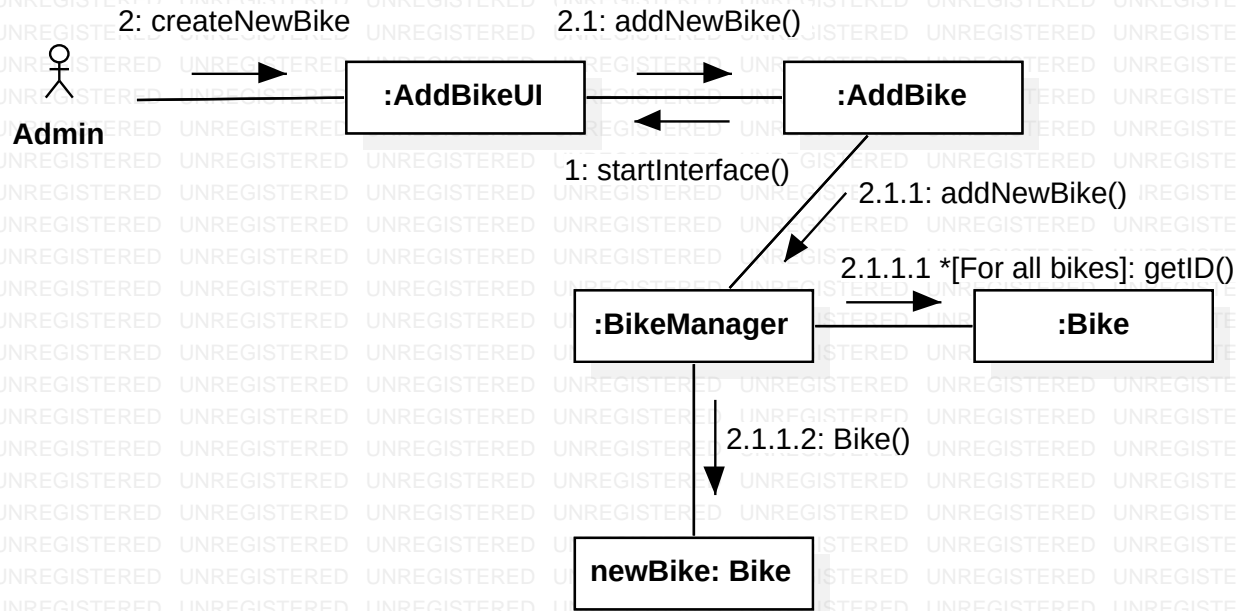 2: createNewBike
2.1: addNewBike()
:AddBikeUI
:AddBike
Admin
1: startInterface()
2.1.1: addNewBike()
2.1.1.1 *[For all bikes]: getID()
:BikeManager
:Bike
2.1.1.2: Bike()
newBike: Bike
UNREGISTERED